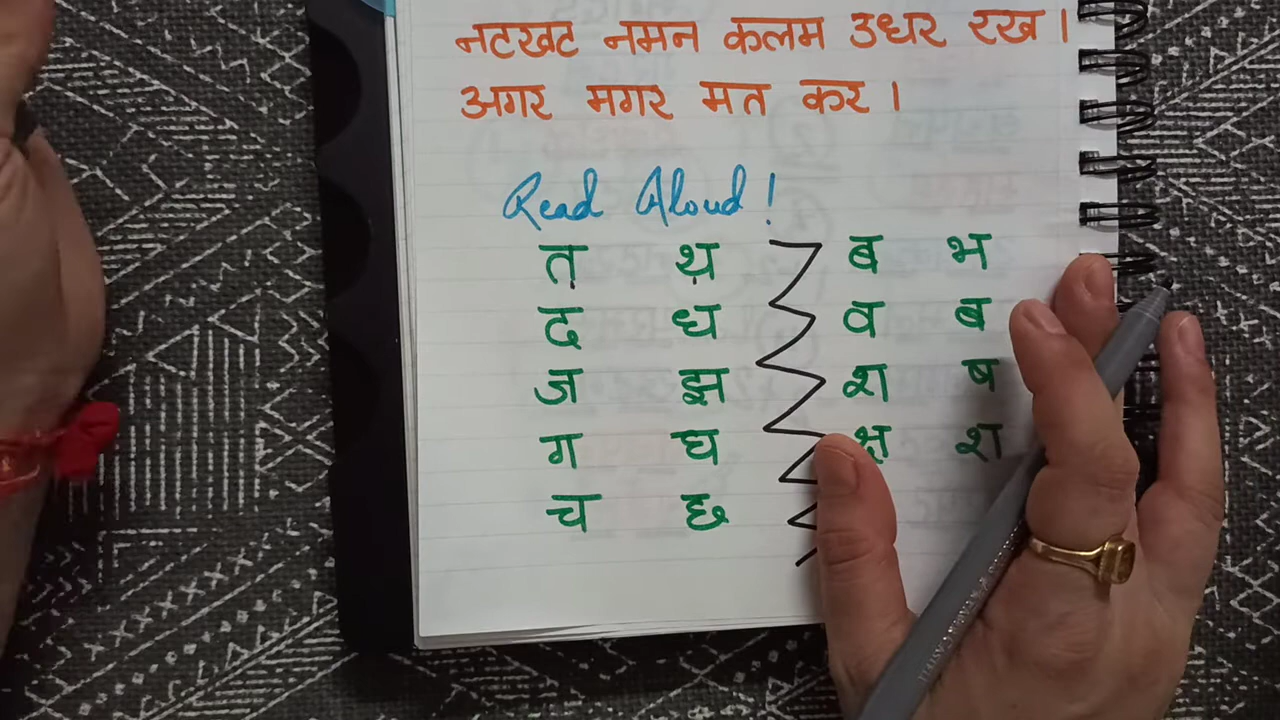 नटखट नमन कलम उधर रख।
अगर मगर मत कर।
Read Aloud!
त थ ब भ
द ध व ब
ज झ श ष
ग घ क्ष श
च छ